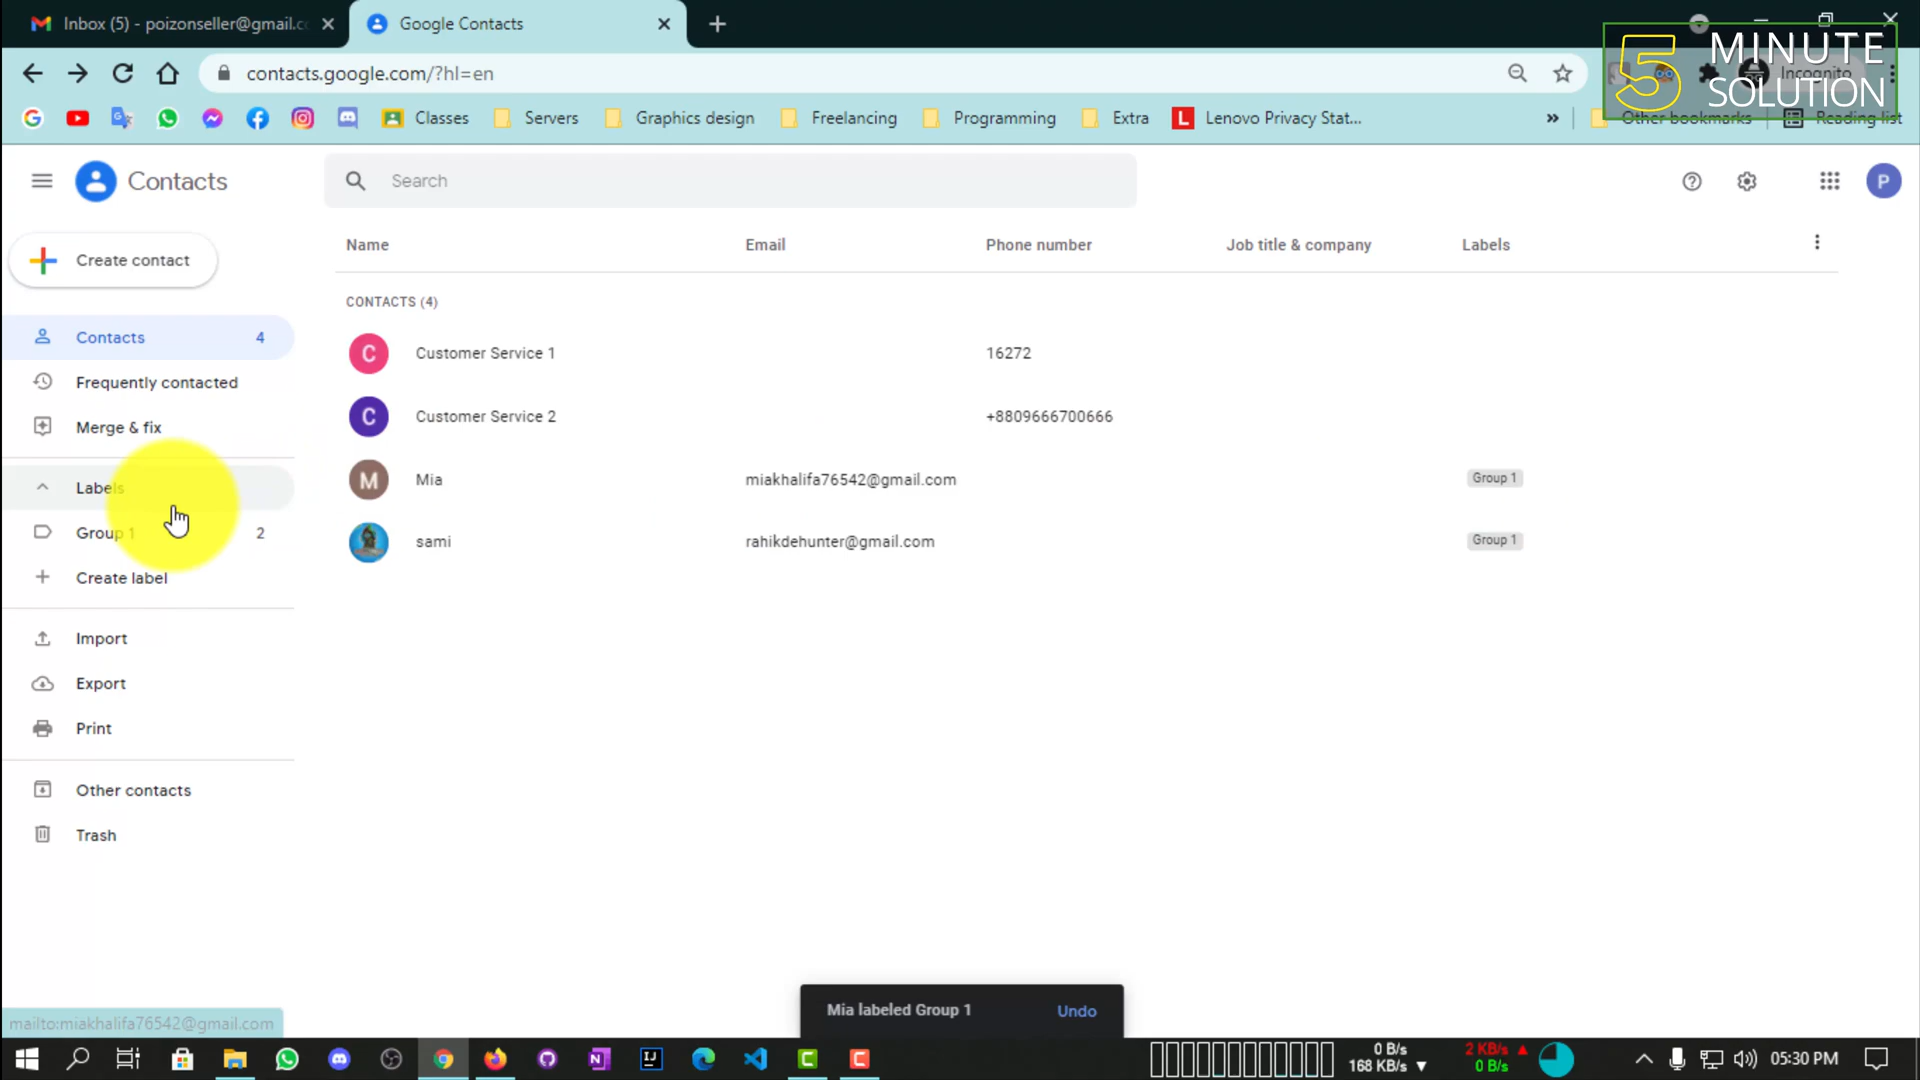 Inbox (5) - poizonseller@gmail.c
Google Contacts
5 MINUTE SOLUTION
contacts.google.com/?hl=en
Incognito
Classes
Servers
Graphics design
Freelancing
Programming
Extra
L
Lenovo Privacy Stat...
»
Other bookmarks
Reading list
Contacts
Search
P
Create contact
Name
Email
Phone number
Job title & company
Labels
CONTACTS (4)
Contacts 4
Frequently contacted
Merge & fix
Labels
Group 1 2
Create label
Import
Export
Print
Other contacts
Trash
C Customer Service 1 16272
C Customer Service 2 +8809666700666
M Mia miakhalifa76542@gmail.com Group 1
sami rahikdehunter@gmail.com Group 1
Mia labeled Group 1 Undo
mailto:miakhalifa76542@gmail.com
0 B/s
168 KB/s
2 KB/s
0 B/s
05:30 PM